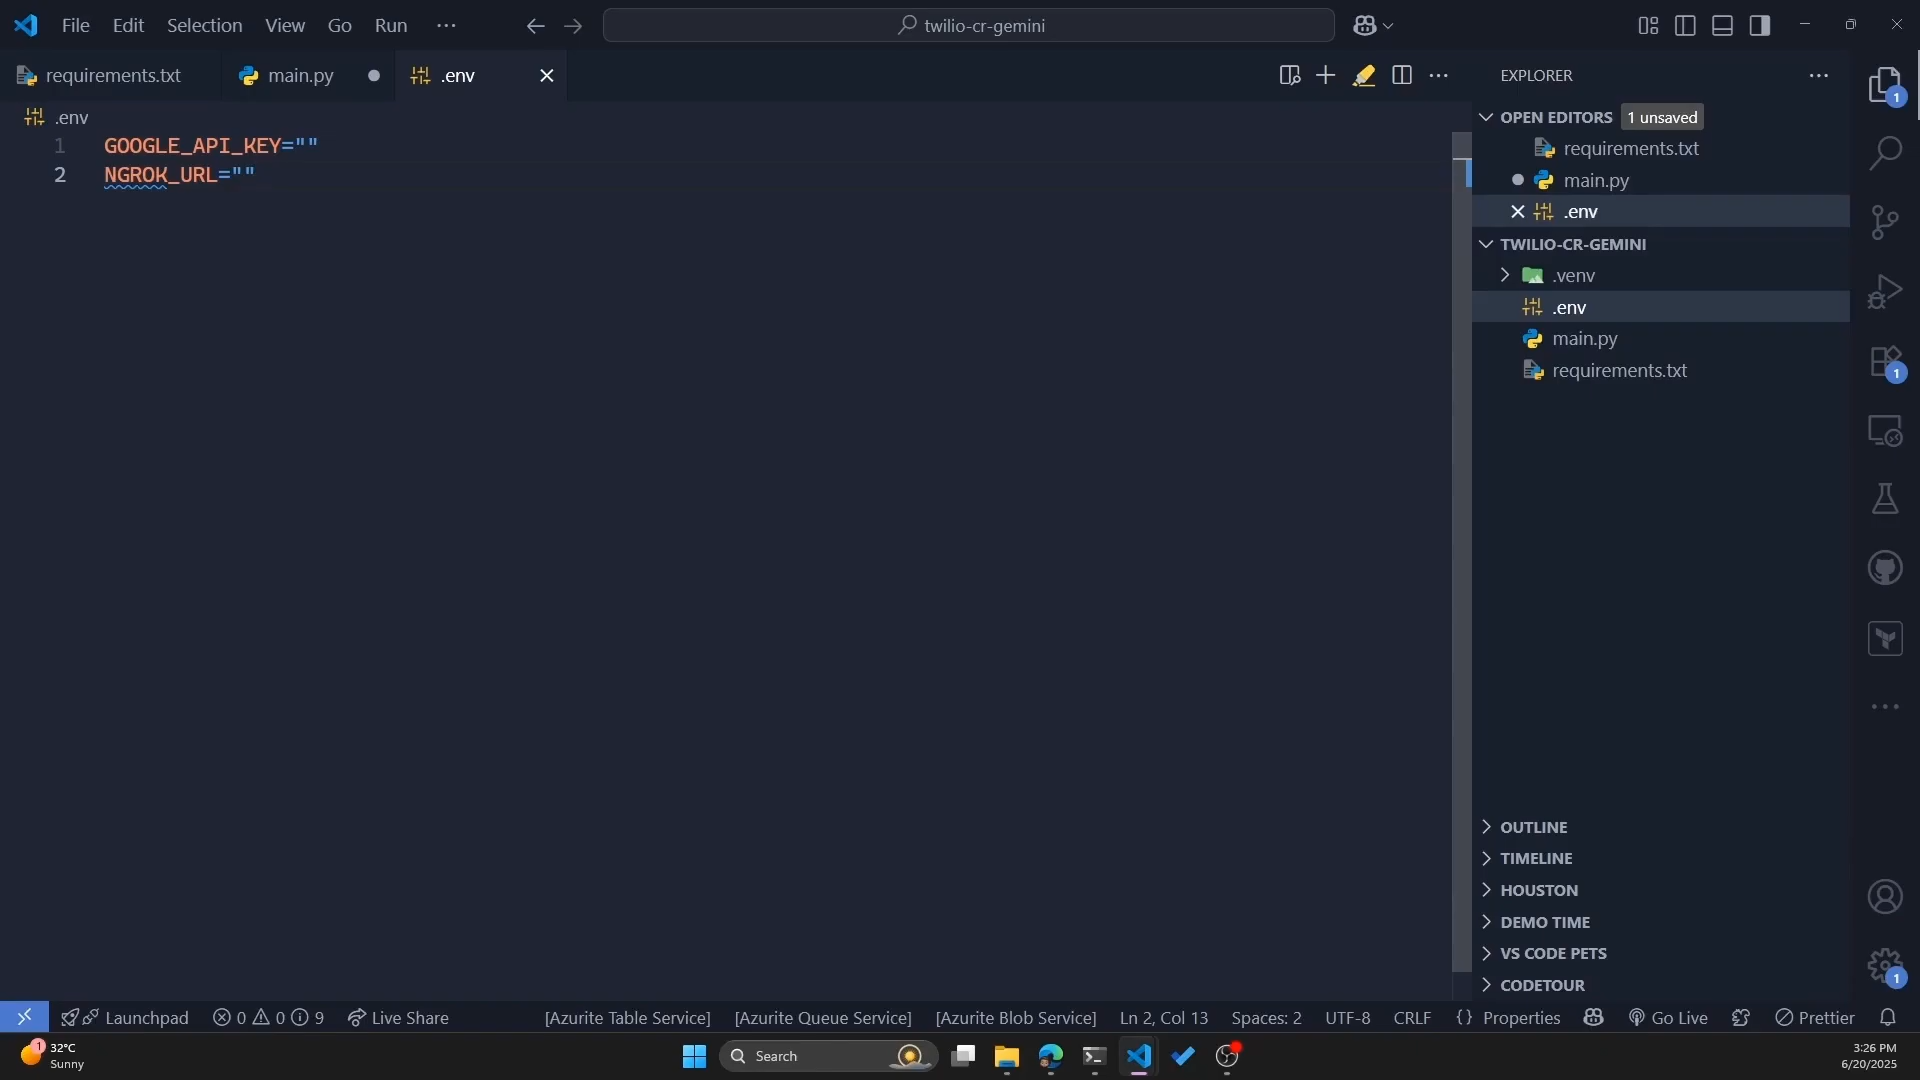 File Edit Selection View Go Run ···
twilio-cr-gemini
requirements.txt main.py .env
EXPLORER
.env
1 GOOGLE_API_KEY=""
2 NGROK_URL=""
OPEN EDITORS 1 unsaved
requirements.txt
main.py
.env
TWILIO-CR-GEMINI
.venv
.env
main.py
requirements.txt
OUTLINE
TIMELINE
HOUSTON
DEMO TIME
VS CODE PETS
CODETOUR
1
1
1
Launchpad 0 0 9 Live Share [Azurite Table Service] [Azurite Queue Service] [Azurite Blob Service] Ln 2, Col 13 Spaces: 2 UTF-8 CRLF {} Properties Go Live Prettier
1 32°C
Sunny
Search
3:26 PM
6/20/2025